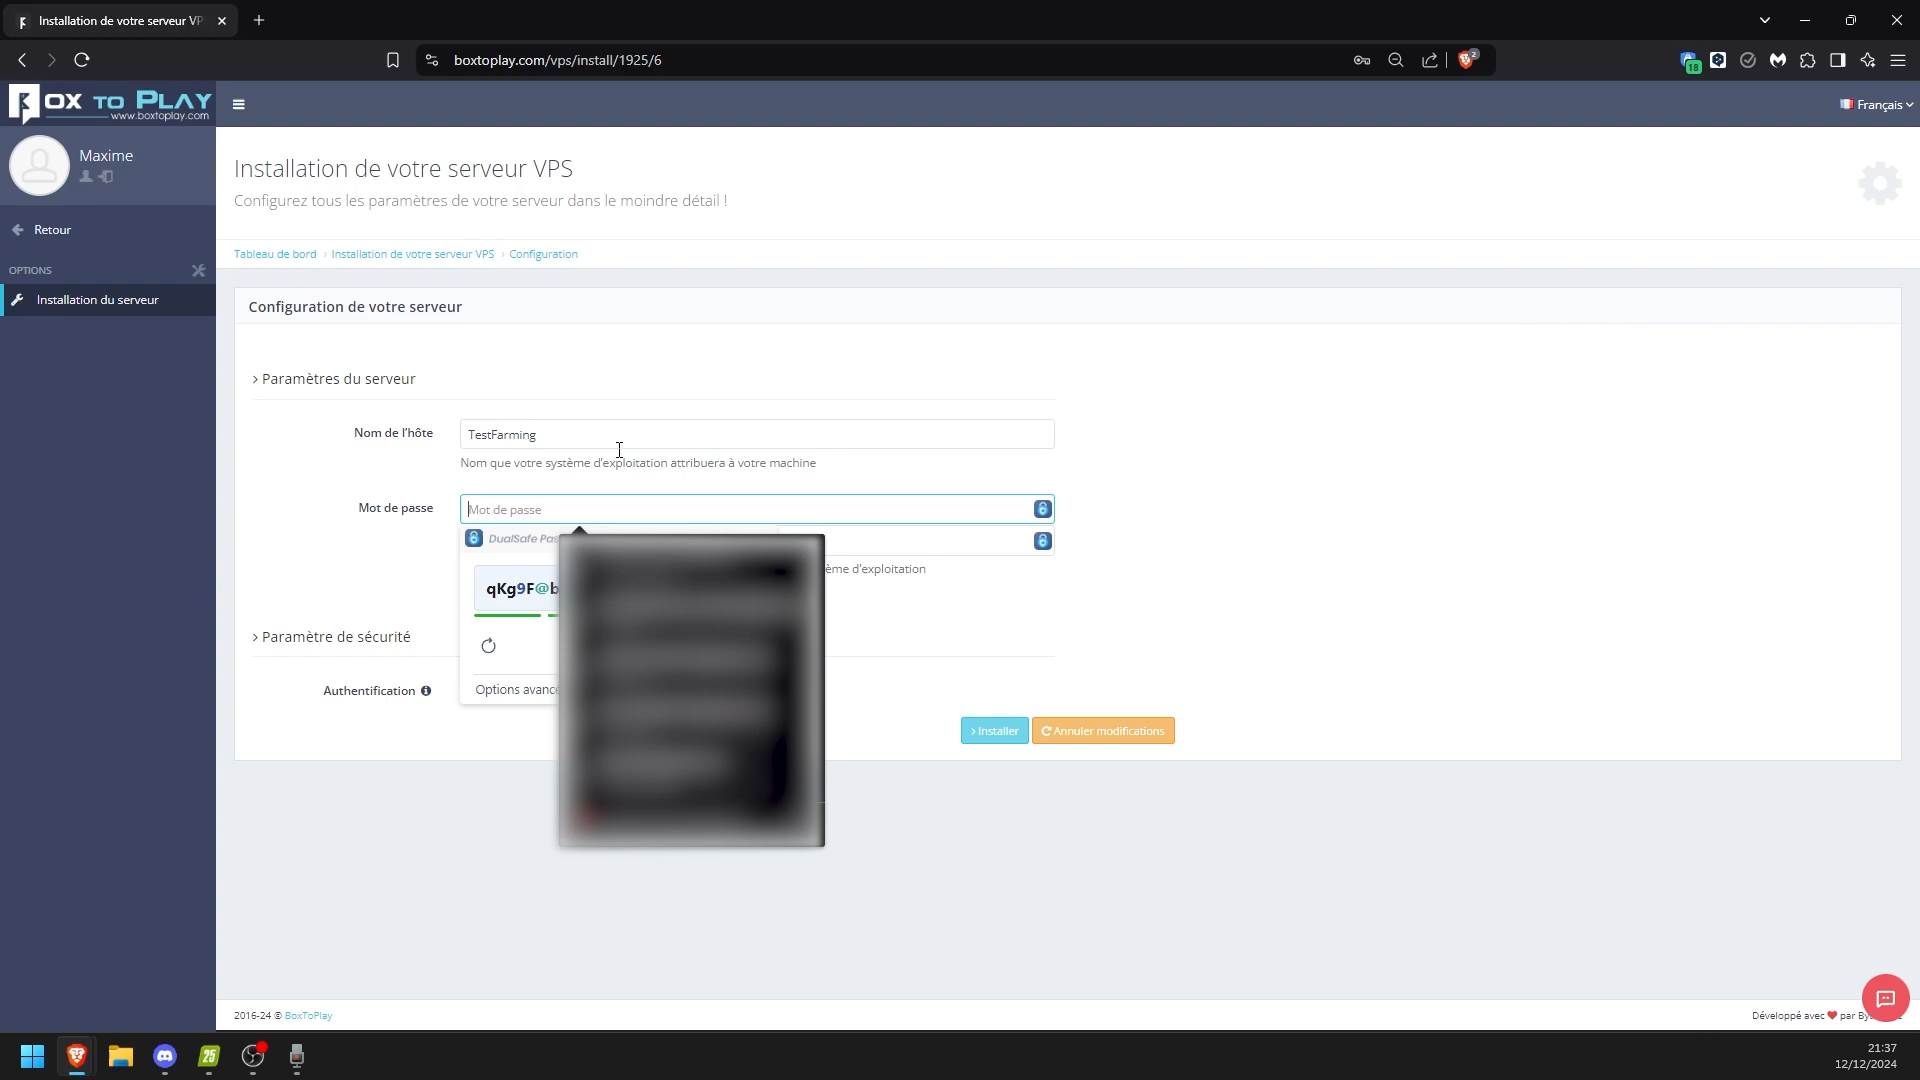 Installation de votre serveur VP
boxtoplay.com/vps/install/1925/6
2
18
OX TO PLAY
www.boxtoplay.com
Français
Maxime
Retour
OPTIONS
Installation du serveur
Installation de votre serveur VPS
Configurez tous les paramètres de votre serveur dans le moindre détail !
Tableau de bord › Installation de votre serveur VPS › Configuration
Configuration de votre serveur
> Paramètres du serveur
Nom de l'hôte
TestFarming
Nom que votre système d'exploitation attribuera à votre machine
Mot de passe
Mot de passe
DualSafe Pas
ème d'exploitation
qKg9F@b
> Paramètre de sécurité
Options avanc
Authentification
> Installer
Annuler modifications
2016-24 © BoxToPlay
Développé avec ❤ par By
25
21:37
12/12/2024